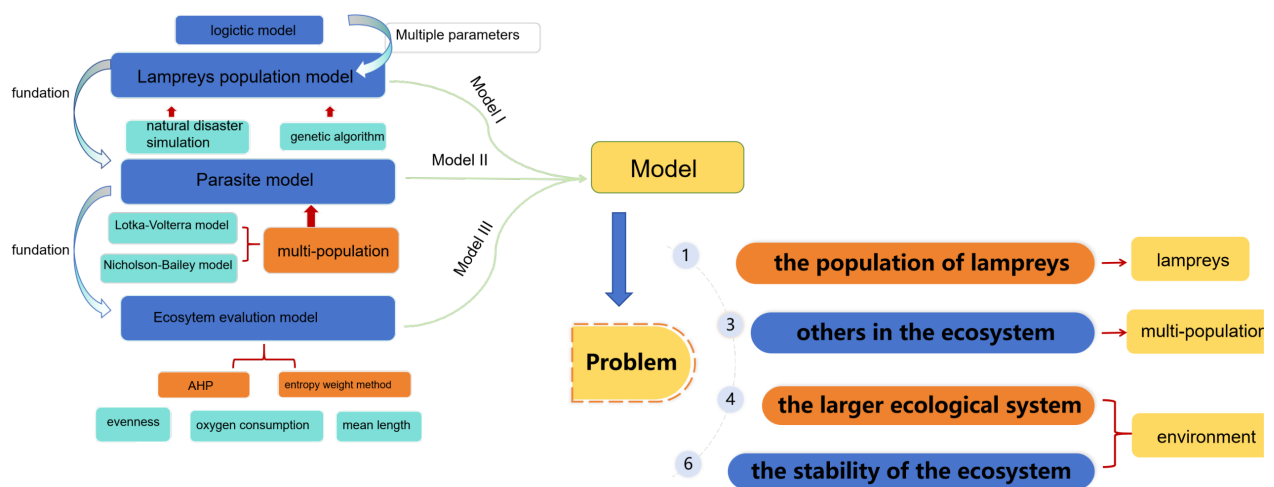 logictic model
Multiple parameters
Lampreys population model
fundation
natural disaster
simulation
genetic algorithm
Parasite model
fundation
Lotka-Volterra model
Nicholson-Bailey model
multi-population
Ecosytem evalution model
AHP
entropy weight method
evenness
oxygen consumption
mean length
Model I
Model II
Model III
Model
Problem
1
the population of lampreys
lampreys
3
others in the ecosystem
multi-population
4
the larger ecological system
environment
6
the stability of the ecosystem